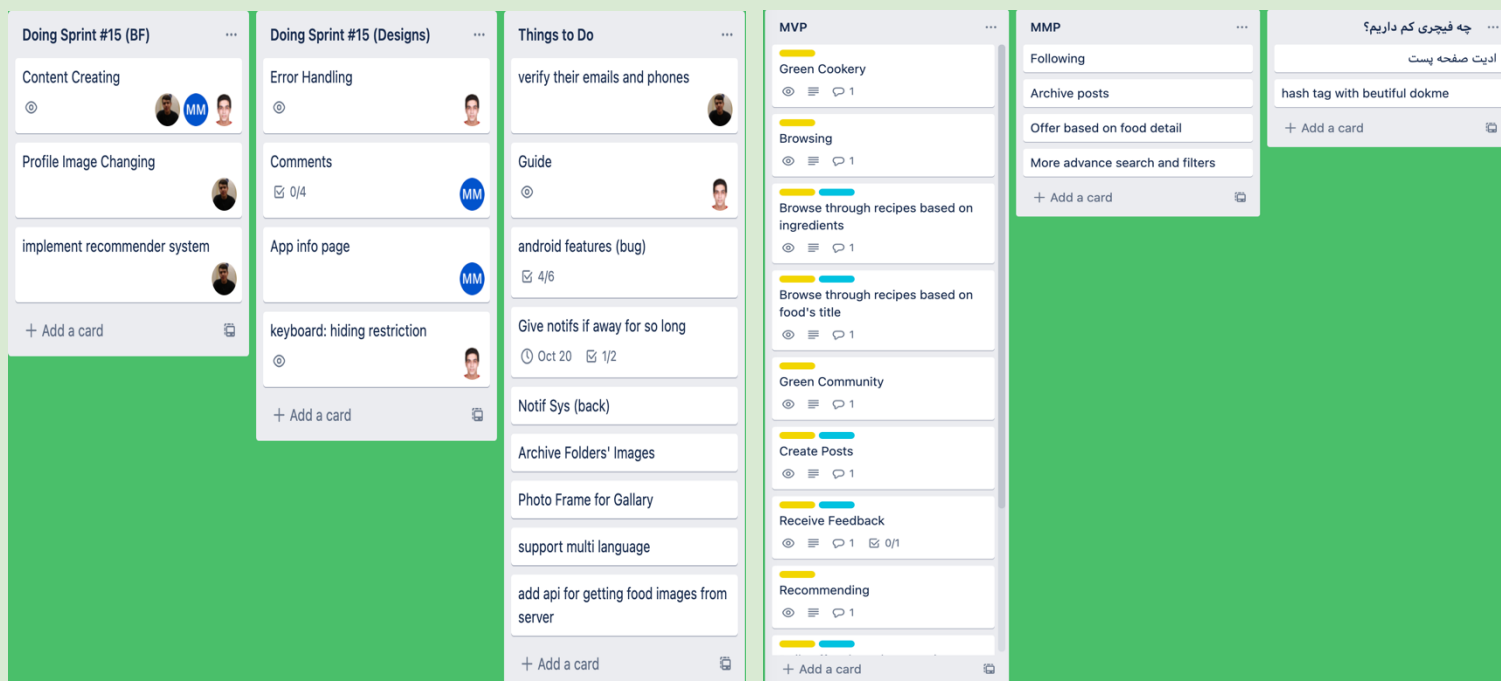 Doing Sprint #15 (BF)
Content Creating
MM
Profile Image Changing
implement recommender system
+ Add a card
Doing Sprint #15 (Designs)
Error Handling
Comments
0/4
MM
App info page
MM
keyboard: hiding restriction
+ Add a card
Things to Do
verify their emails and phones
Guide
android features (bug)
4/6
Give notifs if away for so long
Oct 20 1/2
Notif Sys (back)
Archive Folders' Images
Photo Frame for Gallary
support multi language
add api for getting food images from
server
+ Add a card
MVP
Green Cookery
1
Browsing
1
Browse through recipes based on
ingredients
1
Browse through recipes based on
food's title
1
Green Community
1
Create Posts
1
Receive Feedback
1 0/1
Recommending
1
+ Add a card
MMP
Following
Archive posts
Offer based on food detail
More advance search and filters
+ Add a card
چه فیچری کم داریم؟
ادیت صفحه پست
hash tag with beutiful dokme
+ Add a card